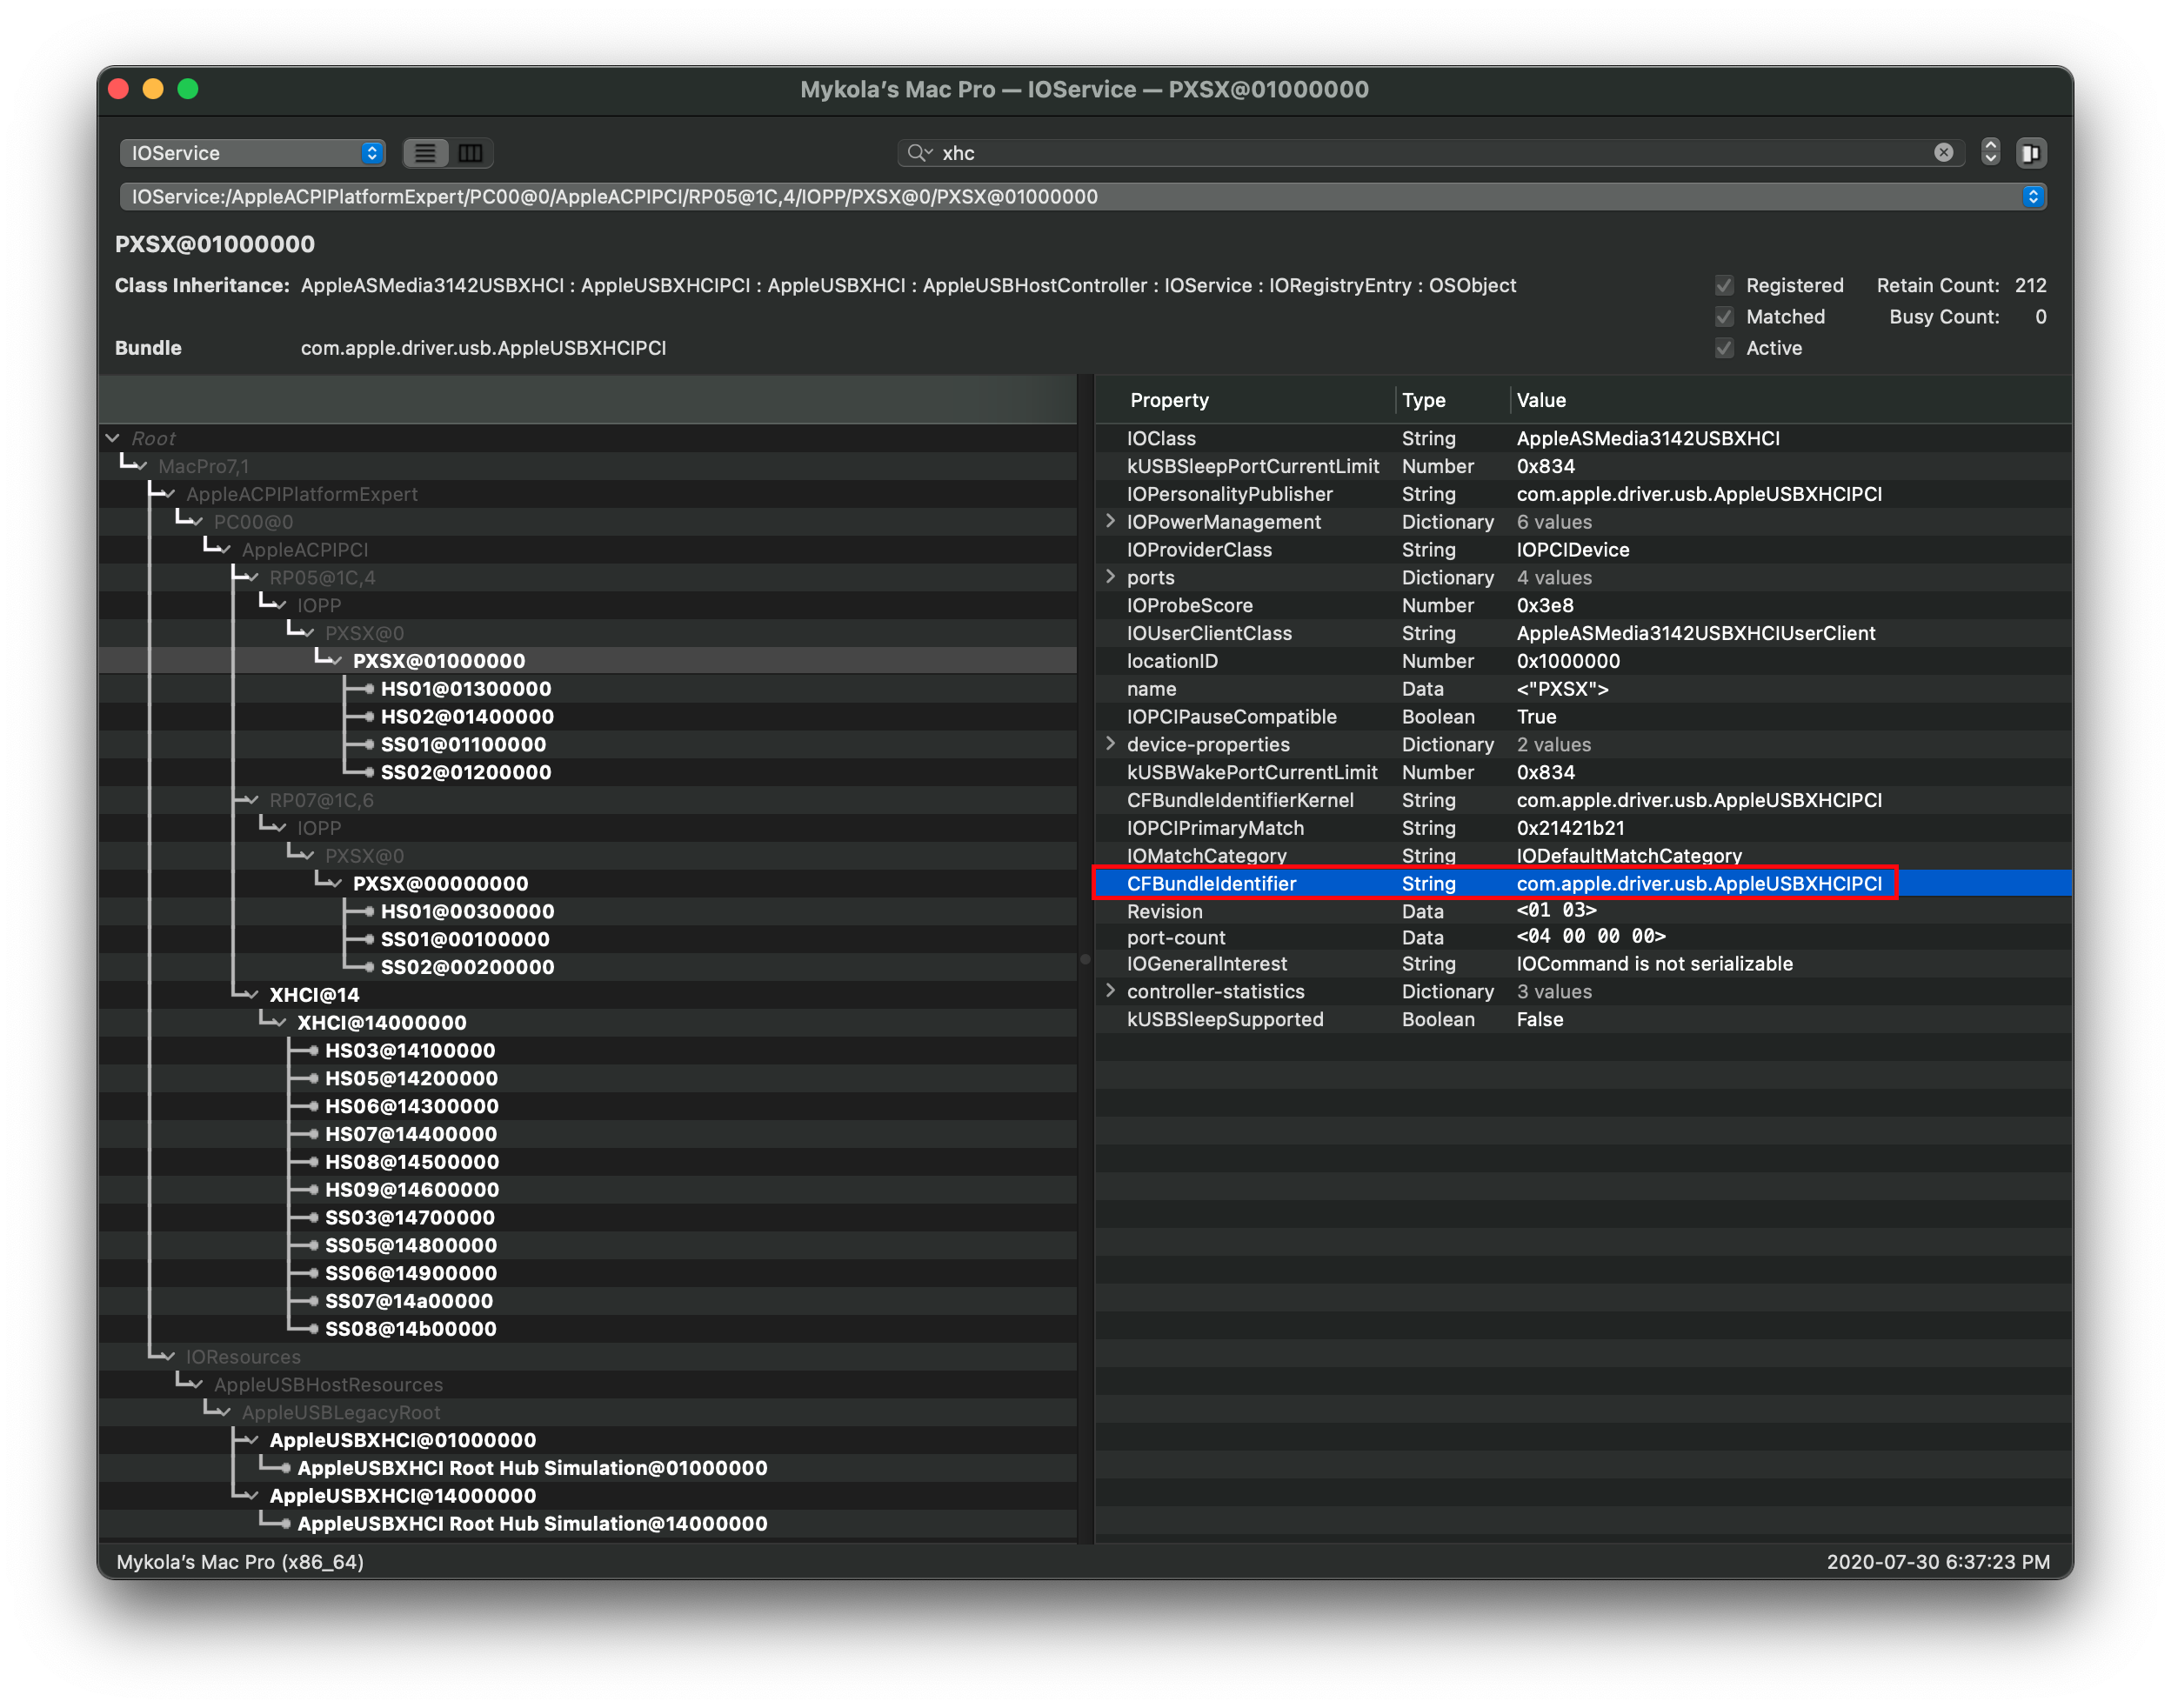 Mykola's Mac Pro — IOService — PXSX@01000000
IOService
xhc
IOService:/AppleACPIPlatformExpert/PC00@0/AppleACPIPCI/RP05@1C,4/IOPP/PXSX@0/PXSX@01000000
PXSX@01000000
Class Inheritance: AppleASMedia3142USBXHCI : AppleUSBXHCIPCI : AppleUSBXHCI : AppleUSBHostController : IOService : IORegistryEntry : OSObject
Registered Retain Count: 212
Matched Busy Count: 0
Bundle com.apple.driver.usb.AppleUSBXHCIPCI
Active
Root
MacPro7,1
AppleACPIPlatformExpert
PC00@0
AppleACPIPCI
RP05@1C,4
IOPP
PXSX@0
PXSX@01000000
HS01@01300000
HS02@01400000
SS01@01100000
SS02@01200000
RP07@1C,6
IOPP
PXSX@0
PXSX@00000000
HS01@00300000
SS01@00100000
SS02@00200000
XHCI@14
XHCI@14000000
HS03@14100000
HS05@14200000
HS06@14300000
HS07@14400000
HS08@14500000
HS09@14600000
SS03@14700000
SS05@14800000
SS06@14900000
SS07@14a00000
SS08@14b00000
IOResources
AppleUSBHostResources
AppleUSBLegacyRoot
AppleUSBXHCI@01000000
AppleUSBXHCI Root Hub Simulation@01000000
AppleUSBXHCI@14000000
AppleUSBXHCI Root Hub Simulation@14000000
Property Type Value
IOClass String AppleASMedia3142USBXHCI
kUSBSleepPortCurrentLimit Number 0x834
IOPersonalityPublisher String com.apple.driver.usb.AppleUSBXHCIPCI
IOPowerManagement Dictionary 6 values
IOProviderClass String IOPCIDevice
ports Dictionary 4 values
IOProbeScore Number 0x3e8
IOUserClientClass String AppleASMedia3142USBXHCIUserClient
locationID Number 0x1000000
name Data <"PXSX">
IOPCIPauseCompatible Boolean True
device-properties Dictionary 2 values
kUSBWakePortCurrentLimit Number 0x834
CFBundleIdentifierKernel String com.apple.driver.usb.AppleUSBXHCIPCI
IOPCIPrimaryMatch String 0x21421b21
IOMatchCategory String IODefaultMatchCategory
CFBundleIdentifier String com.apple.driver.usb.AppleUSBXHCIPCI
Revision Data <01 03>
port-count Data <04 00 00 00>
IOGeneralInterest String IOCommand is not serializable
controller-statistics Dictionary 3 values
kUSBSleepSupported Boolean False
Mykola's Mac Pro (x86_64)
2020-07-30 6:37:23 PM